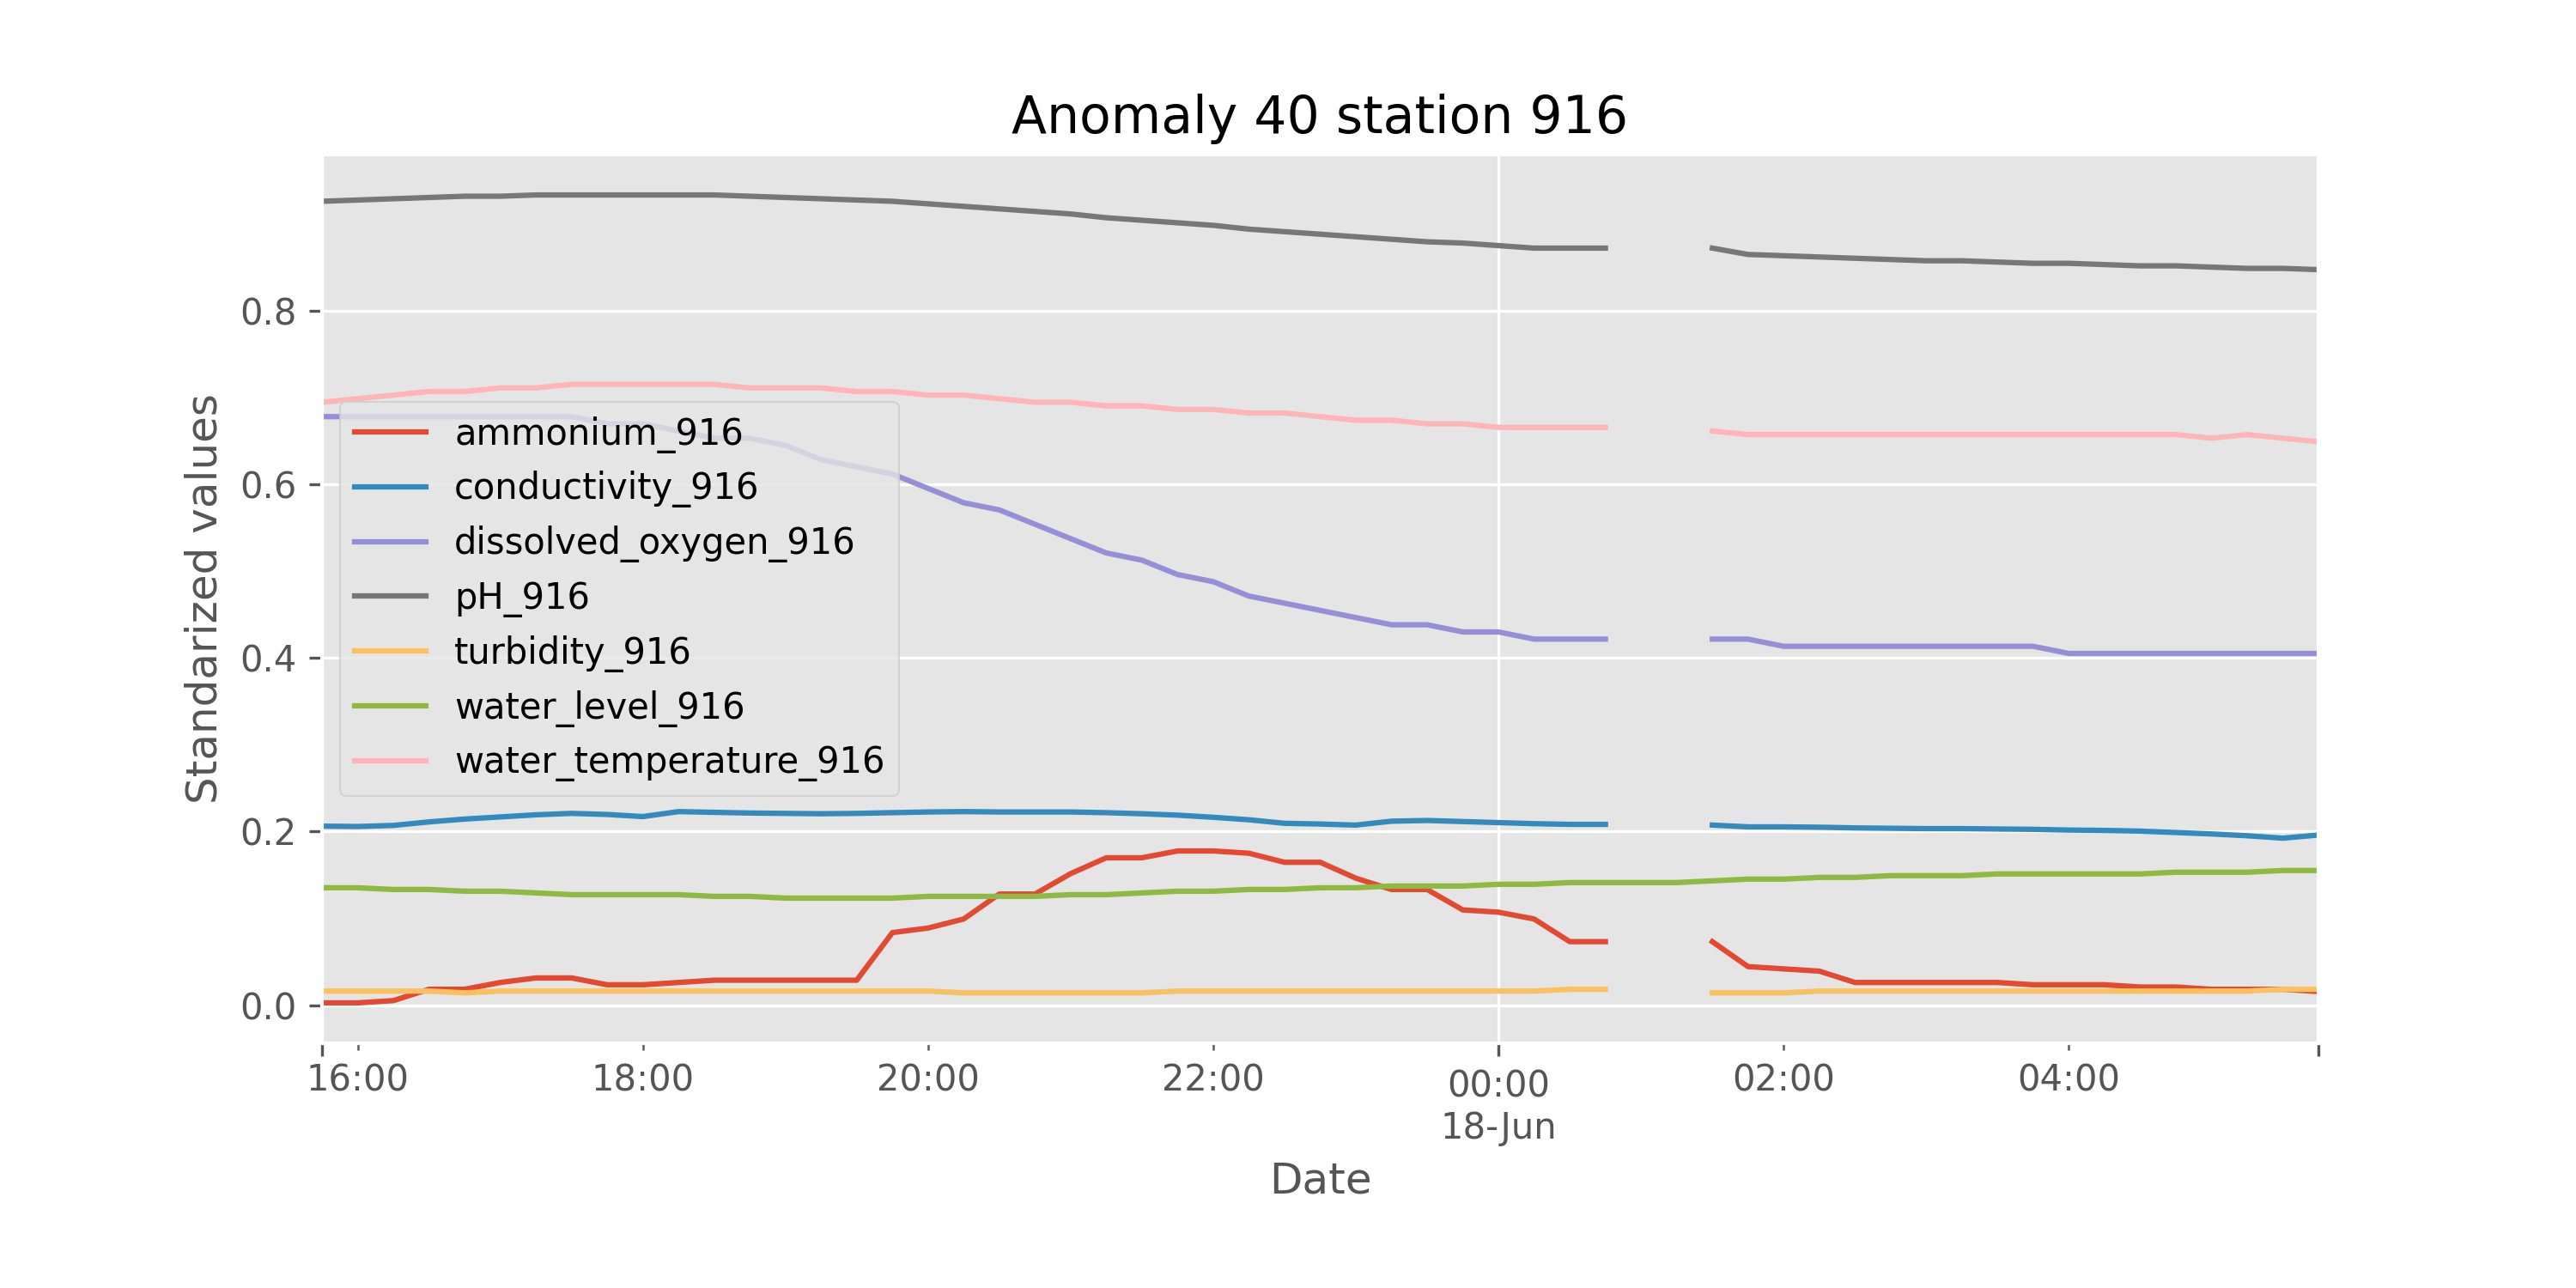 Anomaly 40 station 916
Standarized values
0.8
0.6
0.4
0.2
0.0
ammonium_916
conductivity_916
dissolved_oxygen_916
pH_916
turbidity_916
water_level_916
water_temperature_916
16:00 18:00 20:00 22:00 00:00 02:00 04:00
18-Jun
Date